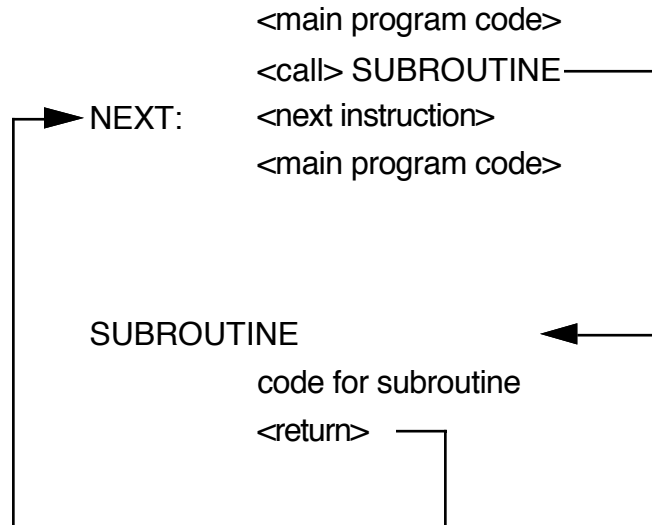 <main program code>
<call> SUBROUTINE
NEXT: <next instruction>
<main program code>
SUBROUTINE
code for subroutine
<return>